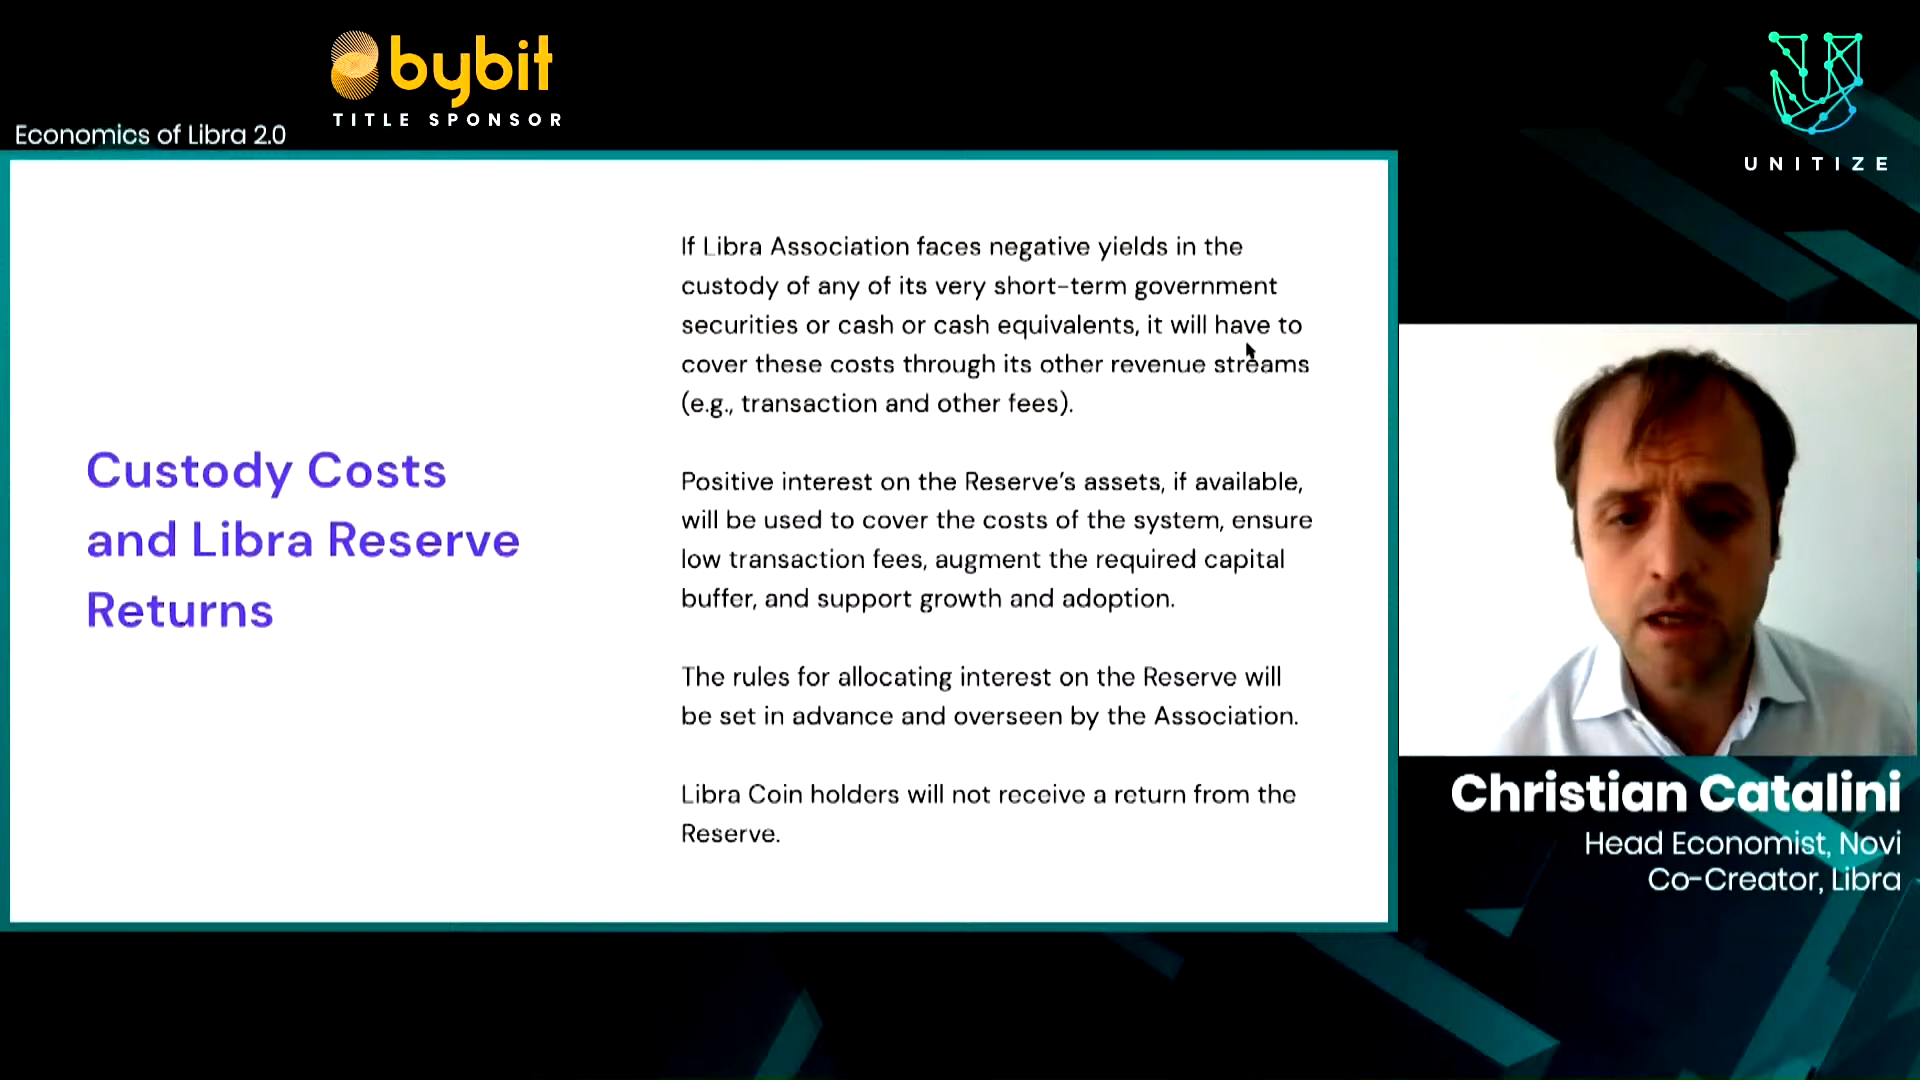 bybit
TITLE SPONSOR
Economics of Libra 2.0
UNITIZE
Custody Costs
and Libra Reserve
Returns
If Libra Association faces negative yields in the
custody of any of its very short-term government
securities or cash or cash equivalents, it will have to
cover these costs through its other revenue streams
(e.g., transaction and other fees).
Positive interest on the Reserve’s assets, if available,
will be used to cover the costs of the system, ensure
low transaction fees, augment the required capital
buffer, and support growth and adoption.
The rules for allocating interest on the Reserve will
be set in advance and overseen by the Association.
Libra Coin holders will not receive a return from the
Reserve.
Christian Catalini
Head Economist, Novi
Co-Creator, Libra